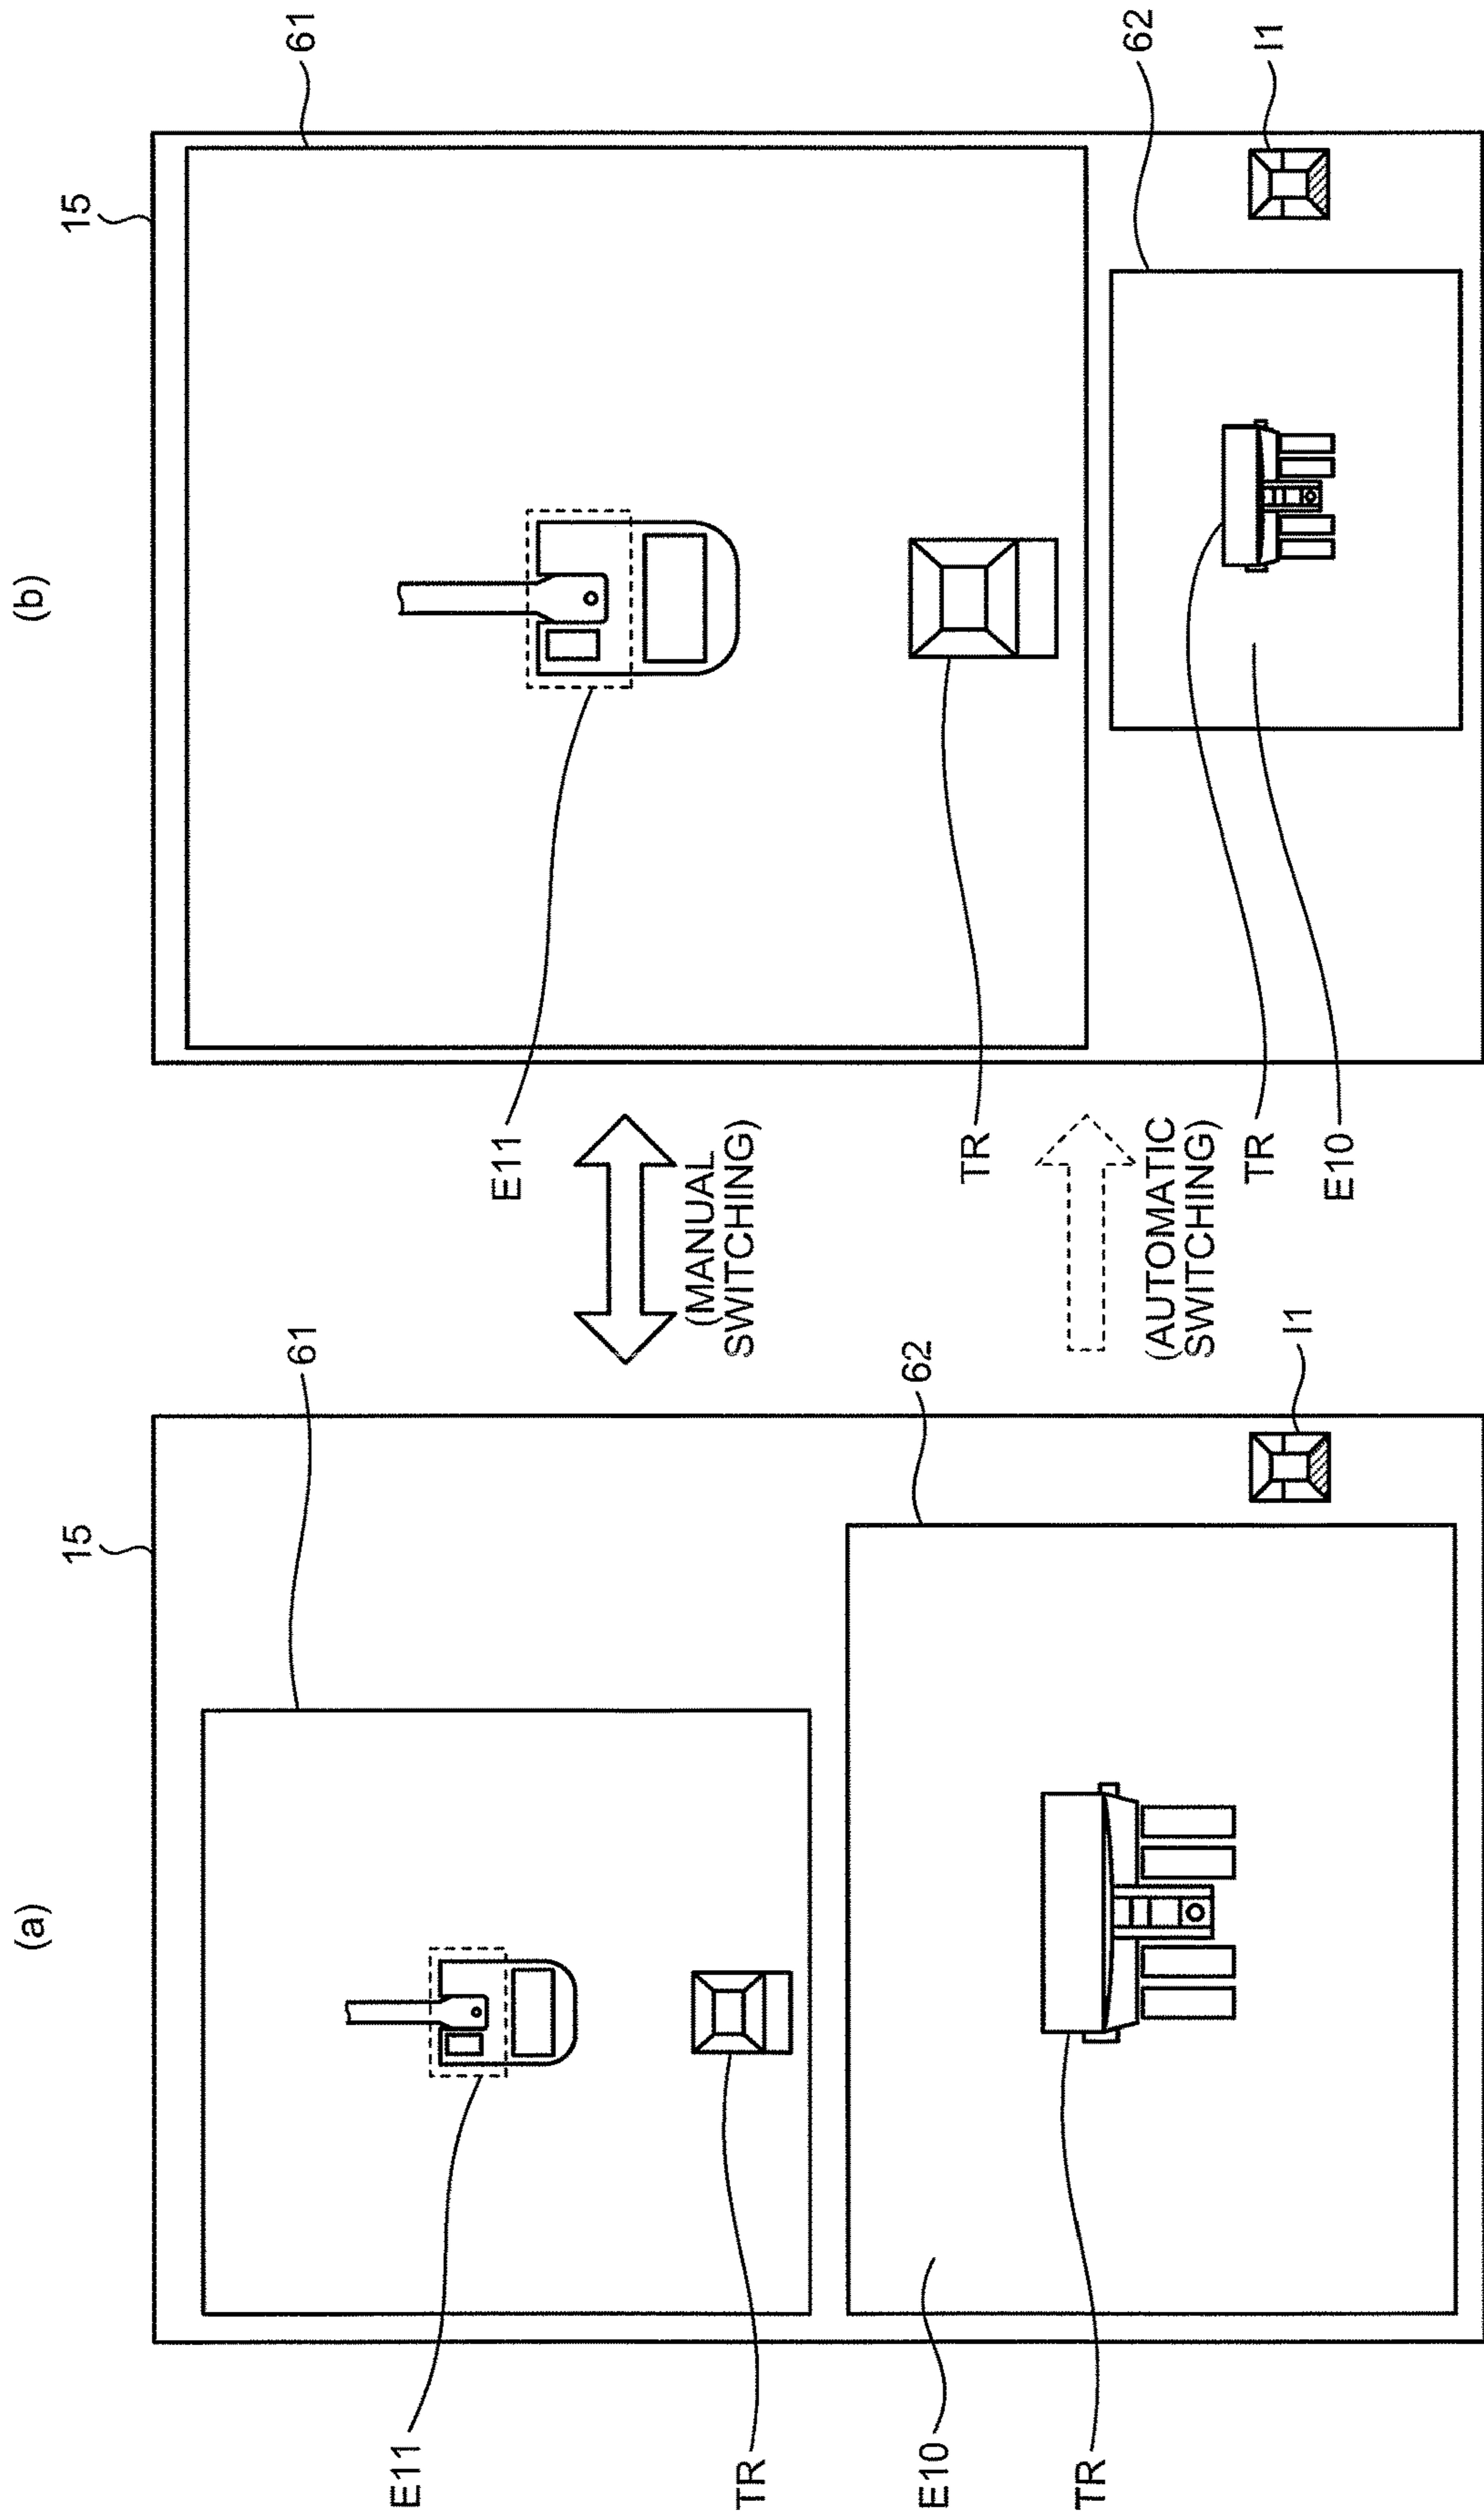 (a)
15
61
E11
TR
62
E10
TR
I1
(MANUAL
SWITCHING)
(AUTOMATIC
SWITCHING)
(b)
15
61
E11
TR
62
I1
TR
E10